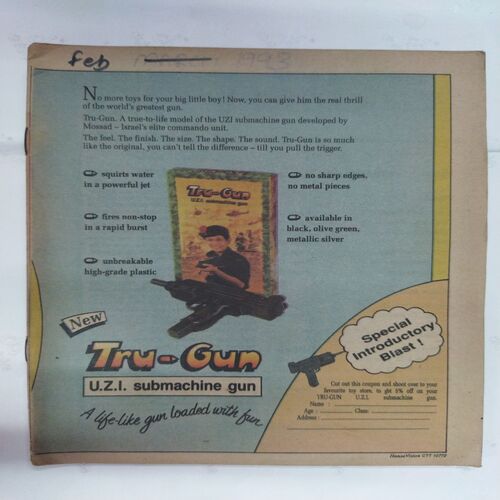 feb 1993
No more toys for your big little boy! Now, you can give him the real thrill
of the world's greatest gun.
Tru-Gun. A true-to-life model of the UZI submachine gun developed by
Mossad – Israel's elite commando unit.
The feel. The finish. The size. The shape. The sound. Tru-Gun is so much
like the original, you can't tell the difference – till you pull the trigger.
squirts water
in a powerful jet
fires non-stop
in a rapid burst
unbreakable
high-grade plastic
Tru-Gun
U.Z.I. submachine gun
no sharp edges,
no metal pieces
available in
black, olive green,
metallic silver
New
Tru-Gun
U.Z.I. submachine gun
A life-like gun loaded with fun
Special
Introductory
Blast!
Cut out this coupon and shoot over to your
favourite toy store, to get 5% off on your
TRU-GUN U.Z.I. submachine gun.
Name :
Age : Class:
Address :